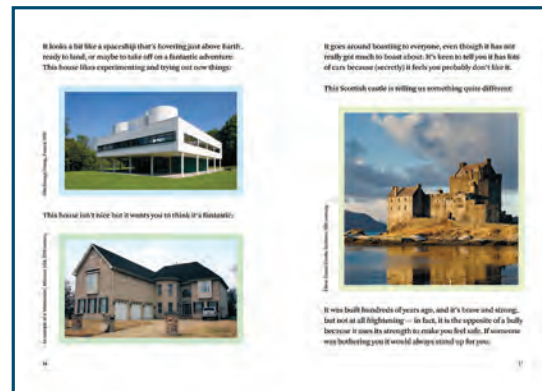 It looks a bit like a spaceship that's hovering just above Earth,
ready to land, or maybe to take off on a fantastic adventure.
This house likes experimenting and trying out new things:
This house isn't nice but it wants you to think it's fantastic:
16
It goes around boasting to everyone, even though it has not
really got much to boast about. It's keen to tell you it has lots
of cars because (secretly) it feels you probably don't like it.
This Scottish castle is telling us something quite different:
It was built hundreds of years ago, and it's brave and strong,
but not at all frightening — in fact, it is the opposite of a bully
because it uses its strength to make you feel safe. If someone
was bothering you it would always stand up for you.
17